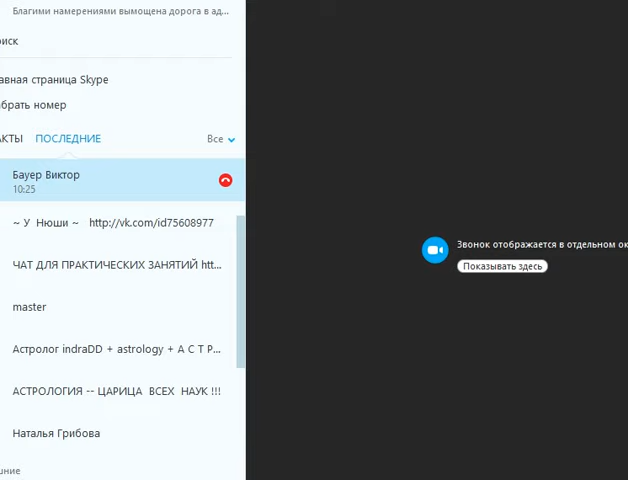 Благими намерениями вымощена дорога в ад...
оиск
авная страница Skype
абрать номер
АКТЫ ПОСЛЕДНИЕ Все
Бауер Виктор
10:25
~ У Нюши ~ http://vk.com/id75608977
ЧАТ ДЛЯ ПРАКТИЧЕСКИХ ЗАНЯТИЙ htt...
master
Астролог indraDD + astrology + А С Т Р...
АСТРОЛОГИЯ -- ЦАРИЦА ВСЕХ НАУК !!!
Наталья Грибова
шние
Звонок отображается в отдельном ок
Показывать здесь